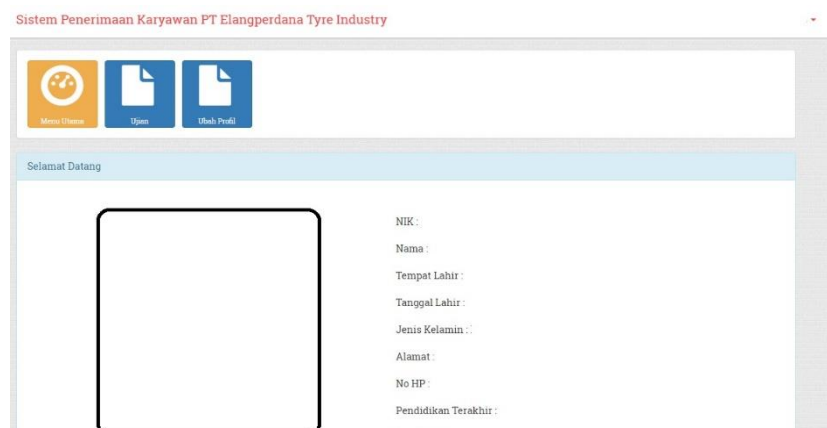 Sistem Penerimaan Karyawan PT Elangperdana Tyre Industry
Menu Utama
Ujian
Ubah Profil
Selamat Datang
NIK :
Nama :
Tempat Lahir :
Tanggal Lahir :
Jenis Kelamin :
Alamat :
No HP :
Pendidikan Terakhir :